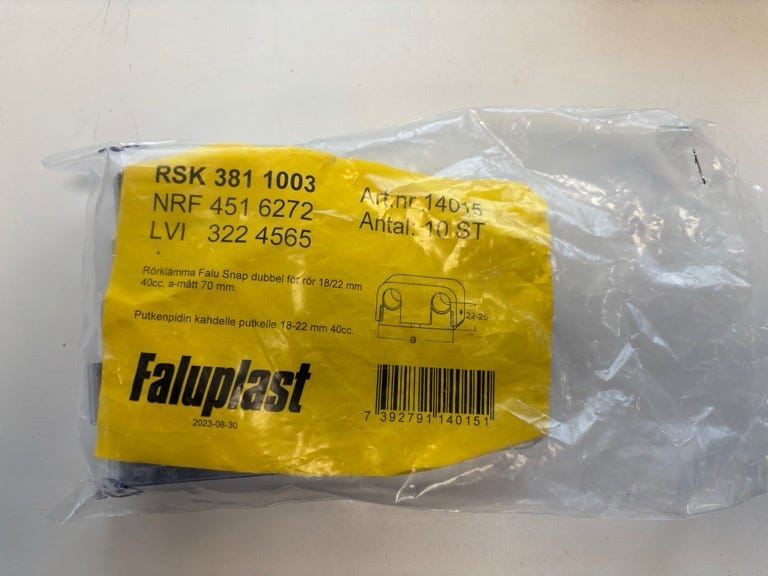 RSK 381 1003
NRF 451 6272
LVI 322 4565
Art.nr 14015
Antal: 10 ST
Rörklämma Falu Snap dubbel för rör 18/22 mm
40cc. a-mått 70 mm.
Putkenpidin kahdelle putkelle 18-22 mm 40cc.
22-25
a
Faluplast
2023-08-30
7 392791 140151